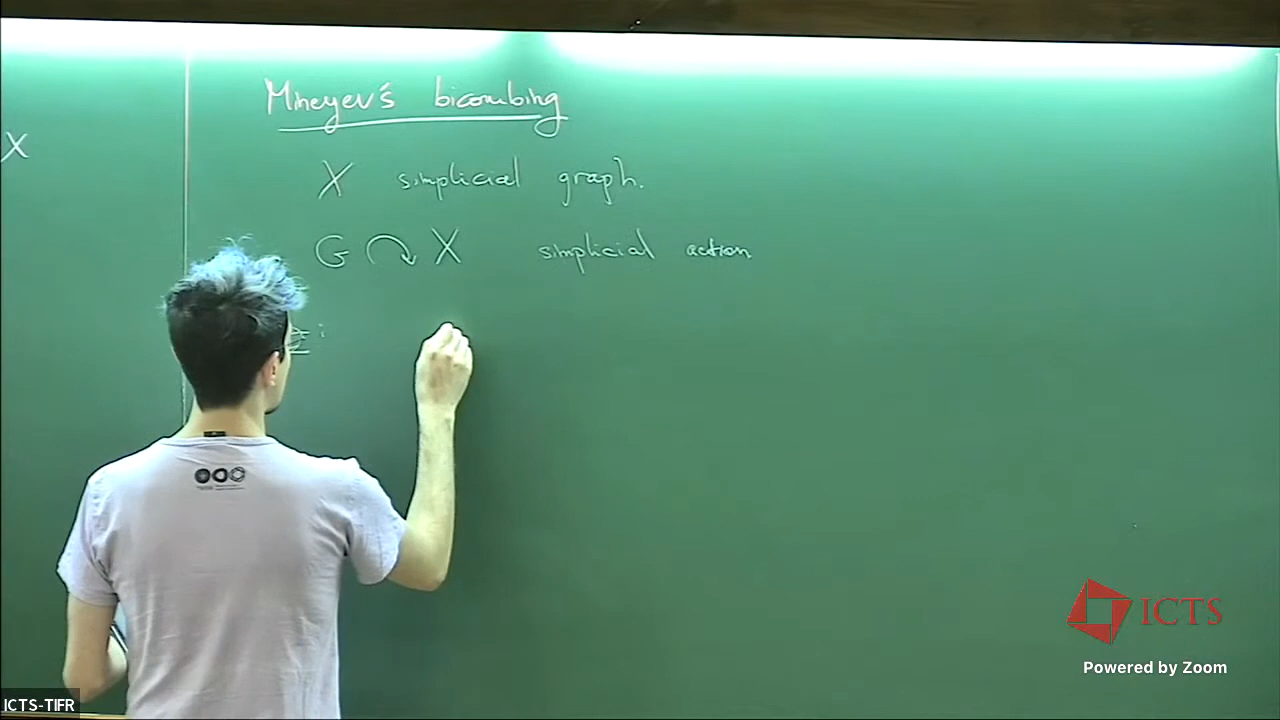 X
Mineyev's bicombing
X simplicial graph.
G ↷ X simplicial action
ICTS
Powered by Zoom
ICTS-TIFR